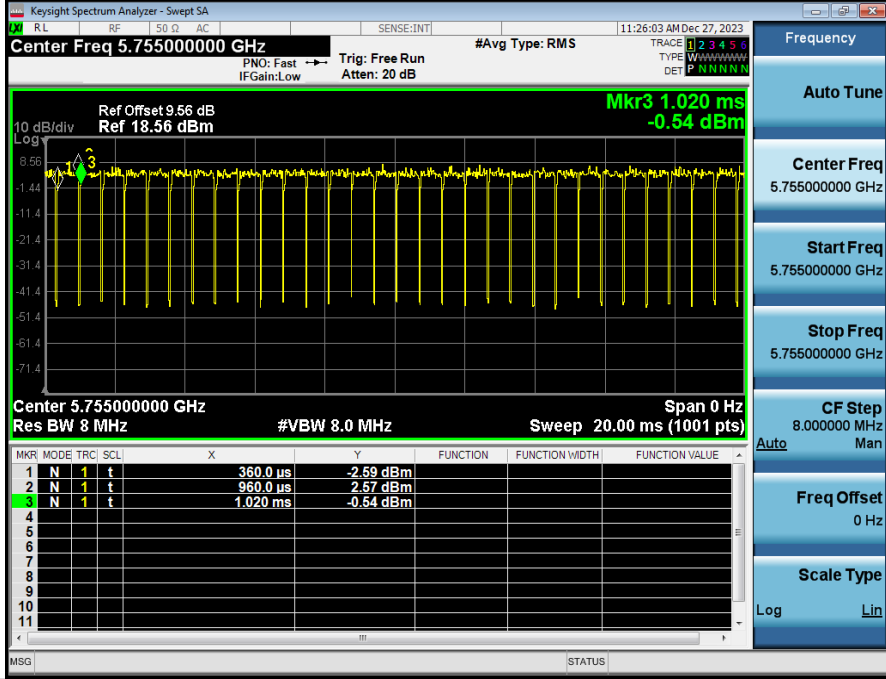 Keysight Spectrum Analyzer - Swept SA
LXI RL RF 50 Ω AC SENSE:INT 11:26:03 AM Dec 27, 2023
Center Freq 5.755000000 GHz #Avg Type: RMS TRACE 1 2 3 4 5 6
PNO: Fast Trig: Free Run TYPE WWWWWW
IFGain:Low Atten: 20 dB DET P N N N N N
Mkr3 1.020 ms
Ref Offset 9.56 dB
10 dB/div Ref 18.56 dBm -0.54 dBm
Log
1 3
8.56
-1.44
-11.4
-21.4
-31.4
-41.4
-51.4
-61.4
-71.4
Center 5.755000000 GHz Span 0 Hz
Res BW 8 MHz #VBW 8.0 MHz Sweep 20.00 ms (1001 pts)
MKR MODE TRC SCL X Y FUNCTION FUNCTION WIDTH FUNCTION VALUE
1 N 1 t 360.0 µs -2.59 dBm
2 N 1 t 960.0 µs 2.57 dBm
3 N 1 t 1.020 ms -0.54 dBm
4
5
6
7
8
9
10
11
MSG STATUS
Frequency
Auto Tune
Center Freq
5.755000000 GHz
Start Freq
5.755000000 GHz
Stop Freq
5.755000000 GHz
CF Step
8.000000 MHz
Auto Man
Freq Offset
0 Hz
Scale Type
Log Lin